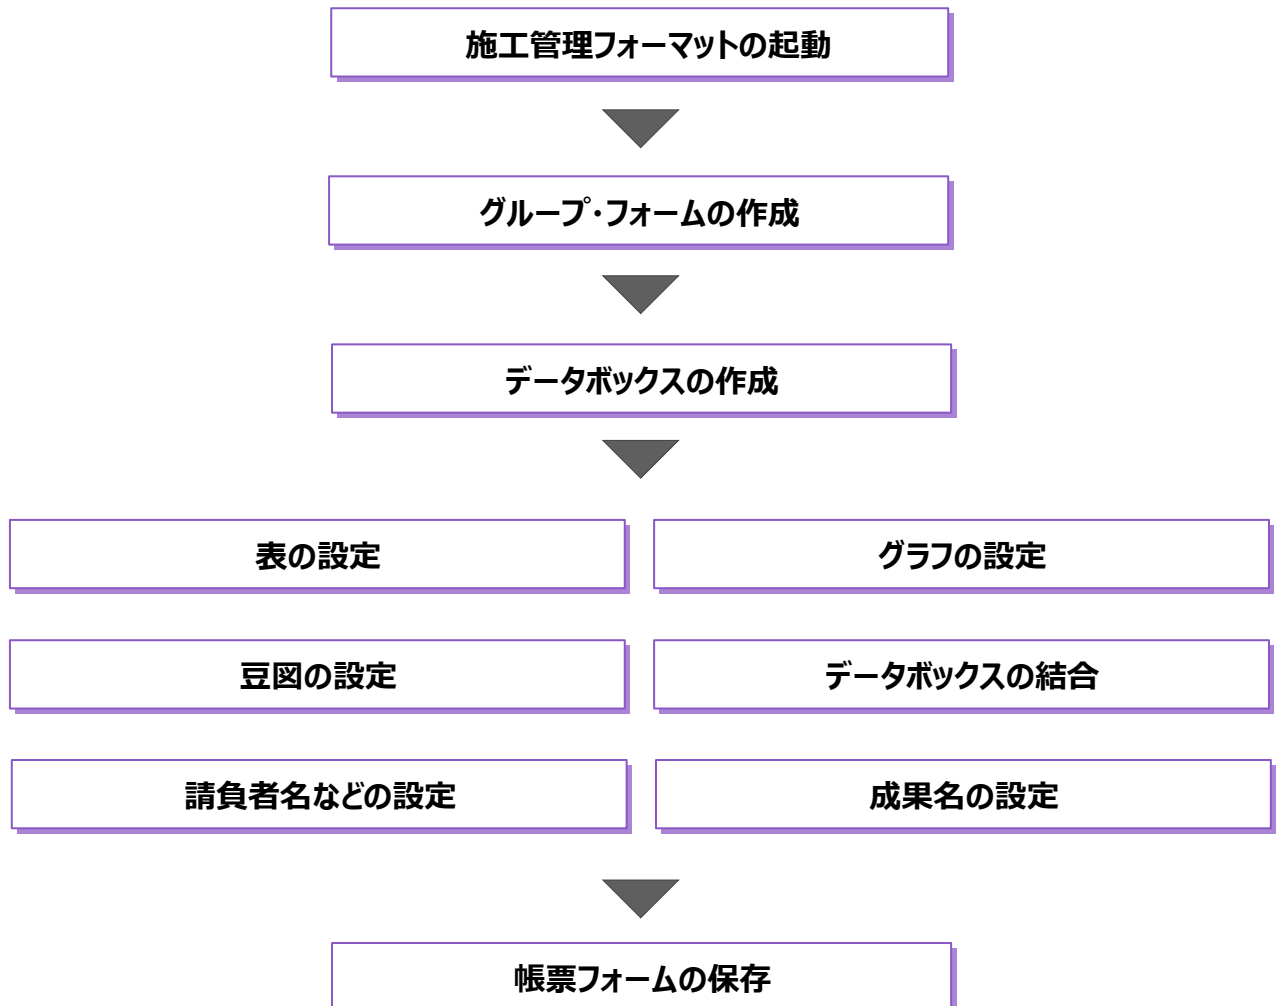 施工管理フォーマットの起動
グループ・フォームの作成
データボックスの作成
表の設定
グラフの設定
豆図の設定
データボックスの結合
請負者名などの設定
成果名の設定
帳票フォームの保存